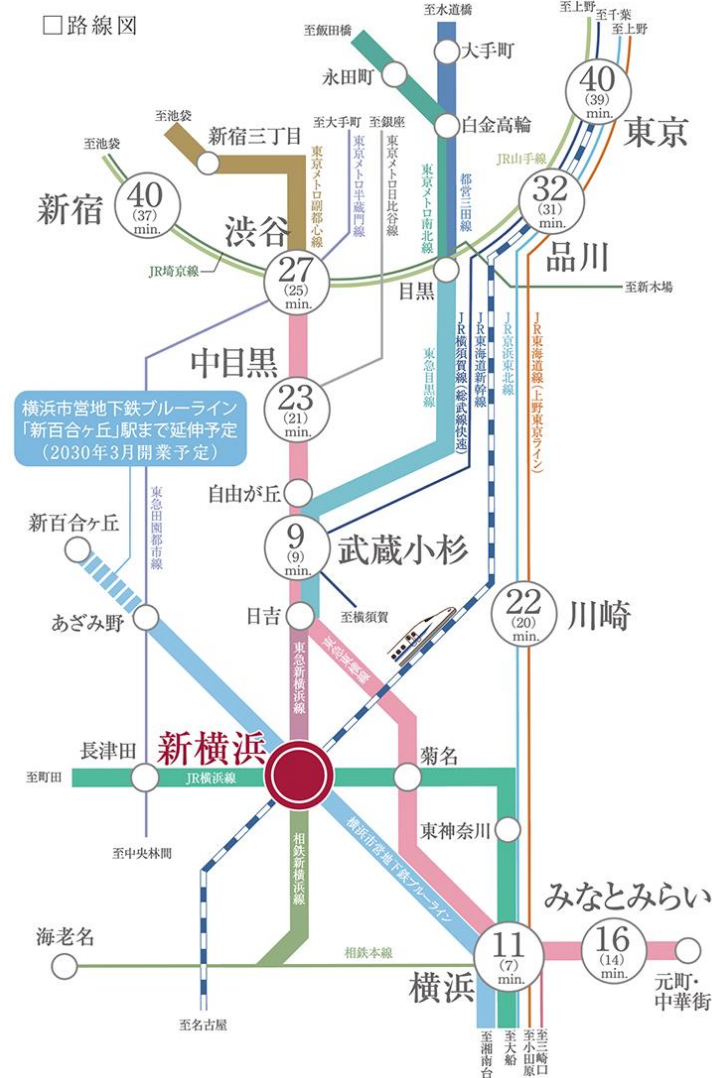 □路線図
至水道橋
至上野
至千葉
至上野
至飯田橋
大手町
永田町
40
(39)
min.
東京
白金高輪
至池袋
新宿三丁目
至大手町
至銀座
至池袋
JR山手線
東京メトロ副都心線
東京メトロ半蔵門線
東京メトロ日比谷線
東京メトロ南北線
都営三田線
40
(37)
min.
新宿
32
(31)
min.
品川
渋谷
27
(25)
min.
JR埼京線
目黒
至新木場
中目黒
23
(21)
min.
東急目黒線
JR横須賀線(総武線快速)
JR東海道新幹線
JR京浜東北線
JR東海道線(上野東京ライン)
横浜市営地下鉄ブルーライン
「新百合ヶ丘」駅まで延伸予定
(2030年3月開業予定)
東急田園都市線
自由が丘
新百合ヶ丘
9
(9)
min.
武蔵小杉
至横須賀
22
(20)
min.
川崎
あざみ野
日吉
東急新横浜線
東急東横線
長津田
新横浜
菊名
至町田
JR横浜線
東神奈川
至中央林間
相鉄新横浜線
横浜市営地下鉄ブルーライン
海老名
相鉄本線
11
(7)
min.
横浜
みなとみらい
16
(14)
min.
元町・
中華街
至名古屋
至湘南台
至大船
至小田原
至三崎口